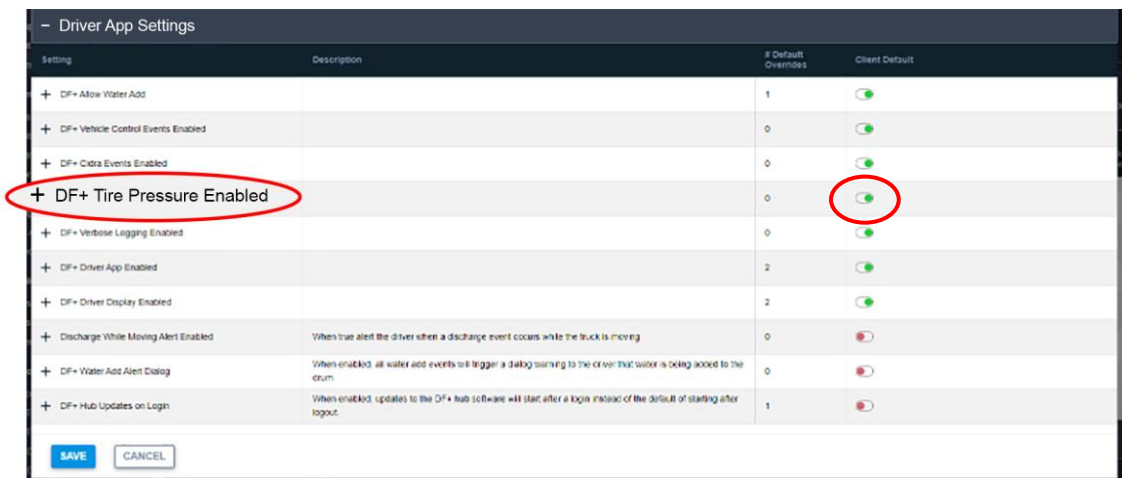 − Driver App Settings
Setting Description # Default Overrides Client Default
+ DF+ Allow Water Add 1
+ DF+ Vehicle Control Events Enabled 0
+ DF+ Cidra Events Enabled 0
+ DF+ Tire Pressure Enabled 0
+ DF+ Verbose Logging Enabled 0
+ DF+ Driver App Enabled 2
+ DF+ Driver Display Enabled 2
+ Discharge While Moving Alert Enabled When true alert the driver when a discharge event occurs while the truck is moving 0
+ DF+ Water Add Alert Dialog When enabled, all water add events will trigger a dialog warning to the driver that water is being added to the
drum 0
+ DF+ Hub Updates on Login When enabled, updates to the DF+ hub software will start after a login instead of the default of starting after
logout. 1
SAVE CANCEL